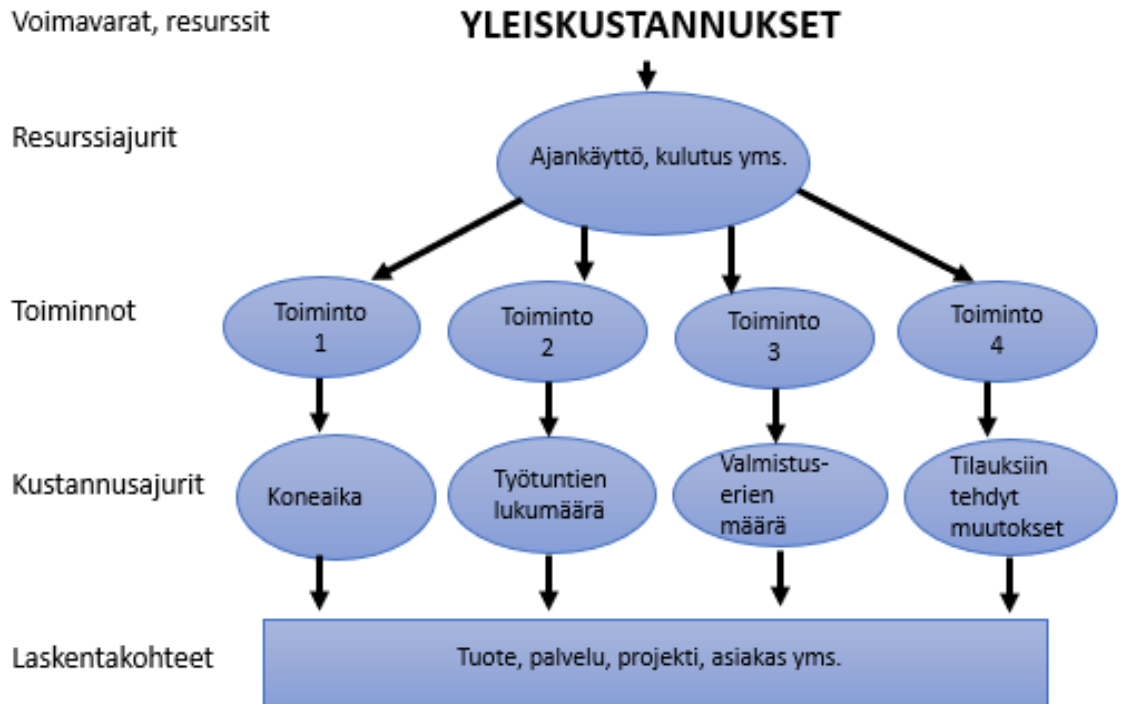 Voimavarat, resurssit
YLEISKUSTANNUKSET
Resurssiajurit
Ajankäyttö, kulutus yms.
Toiminnot
Toiminto
1
Toiminto
2
Toiminto
3
Toiminto
4
Kustannusajurit
Koneaika
Työtuntien
lukumäärä
Valmistus-
erien
määrä
Tilauksiin
tehdyt
muutokset
Laskentakohteet
Tuote, palvelu, projekti, asiakas yms.